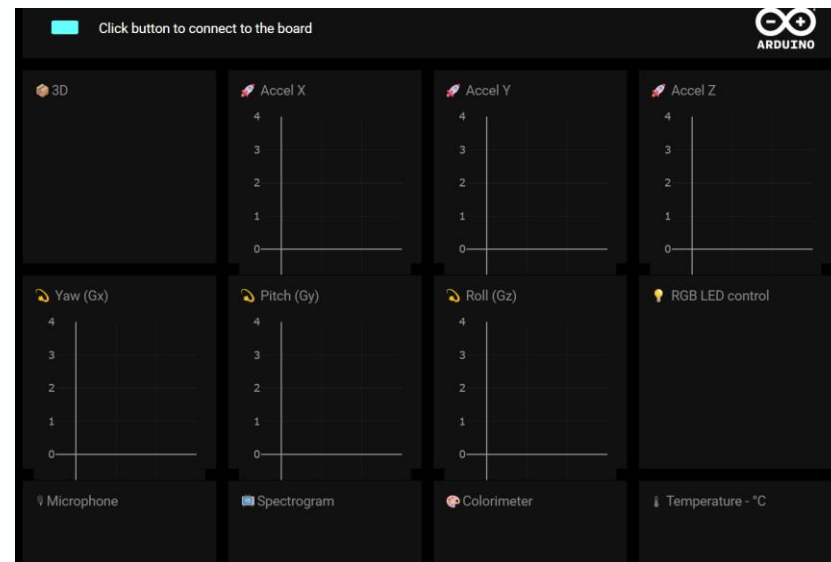 Click button to connect to the board
ARDUINO
3D
Accel X
4
3
2
1
0
Accel Y
4
3
2
1
0
Accel Z
4
3
2
1
0
Yaw (Gx)
4
3
2
1
0
Pitch (Gy)
4
3
2
1
0
Roll (Gz)
4
3
2
1
0
RGB LED control
Microphone
Spectrogram
Colorimeter
Temperature - °C